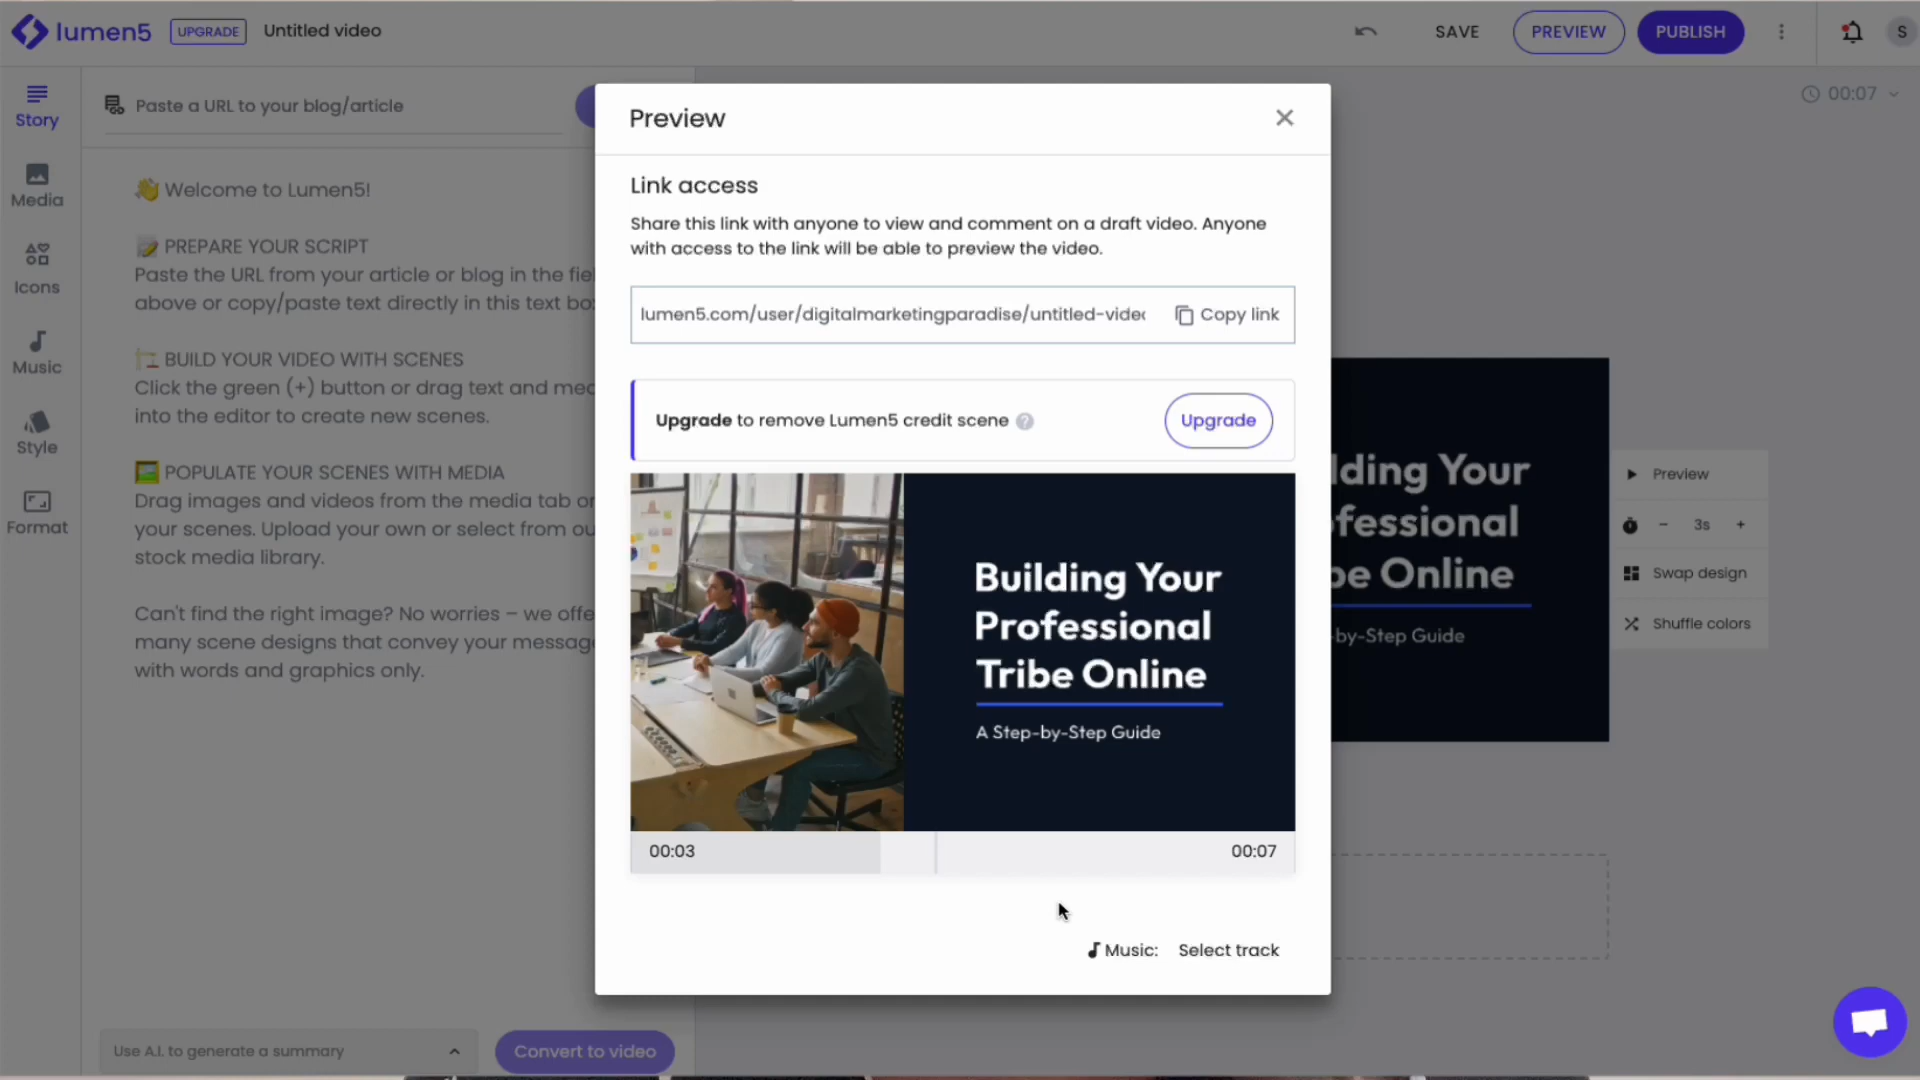 lumen5
UPGRADE
Untitled video
SAVE
PREVIEW
PUBLISH
S
Story
Media
Icons
Music
Style
Format
Paste a URL to your blog/article
👋 Welcome to Lumen5!
📝 PREPARE YOUR SCRIPT
Paste the URL from your article or blog in the fiel
above or copy/paste text directly in this text box
🏗️ BUILD YOUR VIDEO WITH SCENES
Click the green (+) button or drag text and med
into the editor to create new scenes.
🖼️ POPULATE YOUR SCENES WITH MEDIA
Drag images and videos from the media tab on
your scenes. Upload your own or select from ou
stock media library.
Can't find the right image? No worries – we offe
many scene designs that convey your message
with words and graphics only.
Use A.I. to generate a summary
Convert to video
Preview
Link access
Share this link with anyone to view and comment on a draft video. Anyone
with access to the link will be able to preview the video.
lumen5.com/user/digitalmarketingparadise/untitled-video
Copy link
Upgrade to remove Lumen5 credit scene ?
Upgrade
Building Your
Professional
Tribe Online
A Step-by-Step Guide
00:03
00:07
Music: Select track
00:07
lding Your
fessional
be Online
-by-Step Guide
Preview
− 3s +
Swap design
Shuffle colors